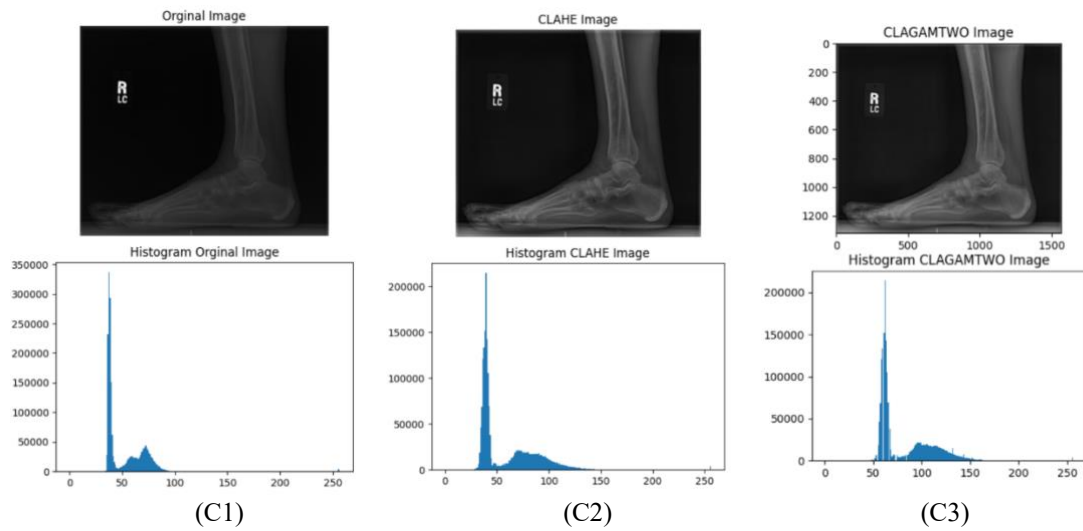 Orginal Image
R
LC
Histogram Orginal Image
350000
300000
250000
200000
150000
100000
50000
0
0 50 100 150 200 250
(C1)
CLAHE Image
R
LC
Histogram CLAHE Image
200000
150000
100000
50000
0
0 50 100 150 200 250
(C2)
CLAGAMTWO Image
0
200
400
600
800
1000
1200
0 500 1000 1500
R
LC
Histogram CLAGAMTWO Image
200000
150000
100000
50000
0
0 50 100 150 200 250
(C3)